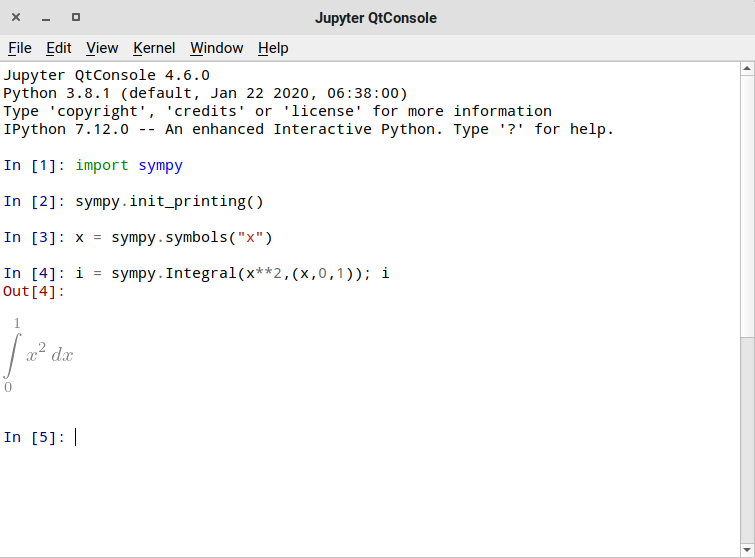 Jupyter QtConsole
File Edit View Kernel Window Help
Jupyter QtConsole 4.6.0
Python 3.8.1 (default, Jan 22 2020, 06:38:00)
Type 'copyright', 'credits' or 'license' for more information
IPython 7.12.0 -- An enhanced Interactive Python. Type '?' for help.
In [1]: import sympy
In [2]: sympy.init_printing()
In [3]: x = sympy.symbols("x")
In [4]: i = sympy.Integral(x**2,(x,0,1)); i
Out[4]:
1
∫ x² dx
0
In [5]: